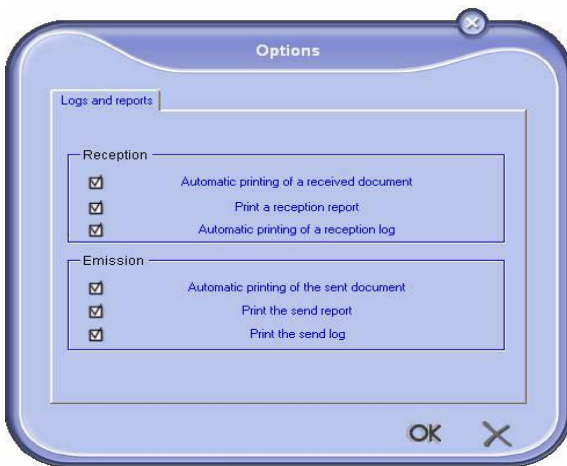 Options
Logs and reports
Reception
Automatic printing of a received document
Print a reception report
Automatic printing of a reception log
Emission
Automatic printing of the sent document
Print the send report
Print the send log
OK